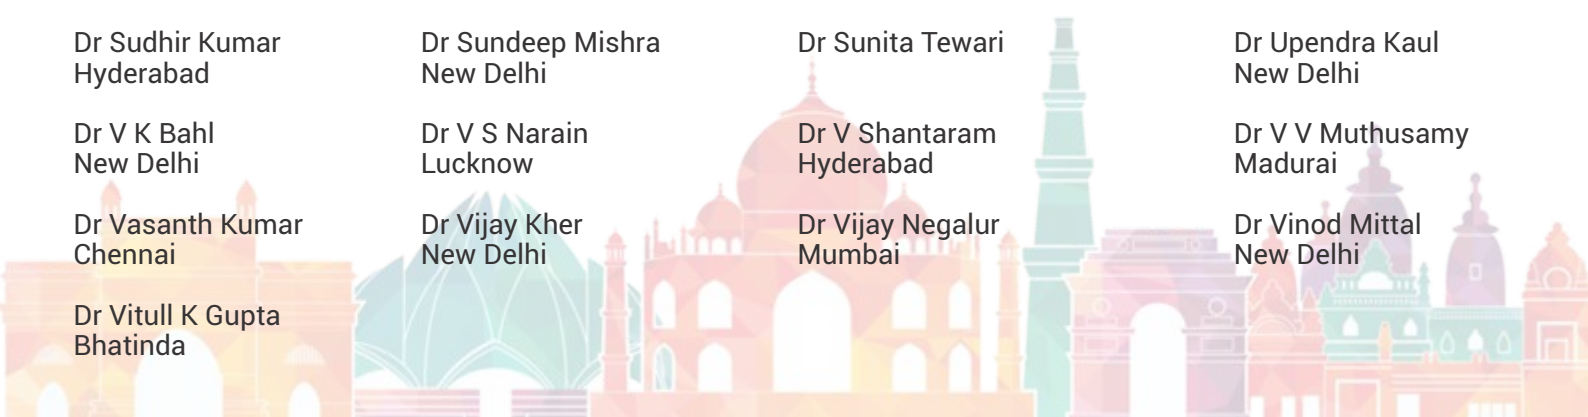 Dr Sudhir Kumar
Hyderabad
Dr Sundeep Mishra
New Delhi
Dr Sunita Tewari
Dr Upendra Kaul
New Delhi
Dr V K Bahl
New Delhi
Dr V S Narain
Lucknow
Dr V Shantaram
Hyderabad
Dr V V Muthusamy
Madurai
Dr Vasanth Kumar
Chennai
Dr Vijay Kher
New Delhi
Dr Vijay Negalur
Mumbai
Dr Vinod Mittal
New Delhi
Dr Vitull K Gupta
Bhatinda